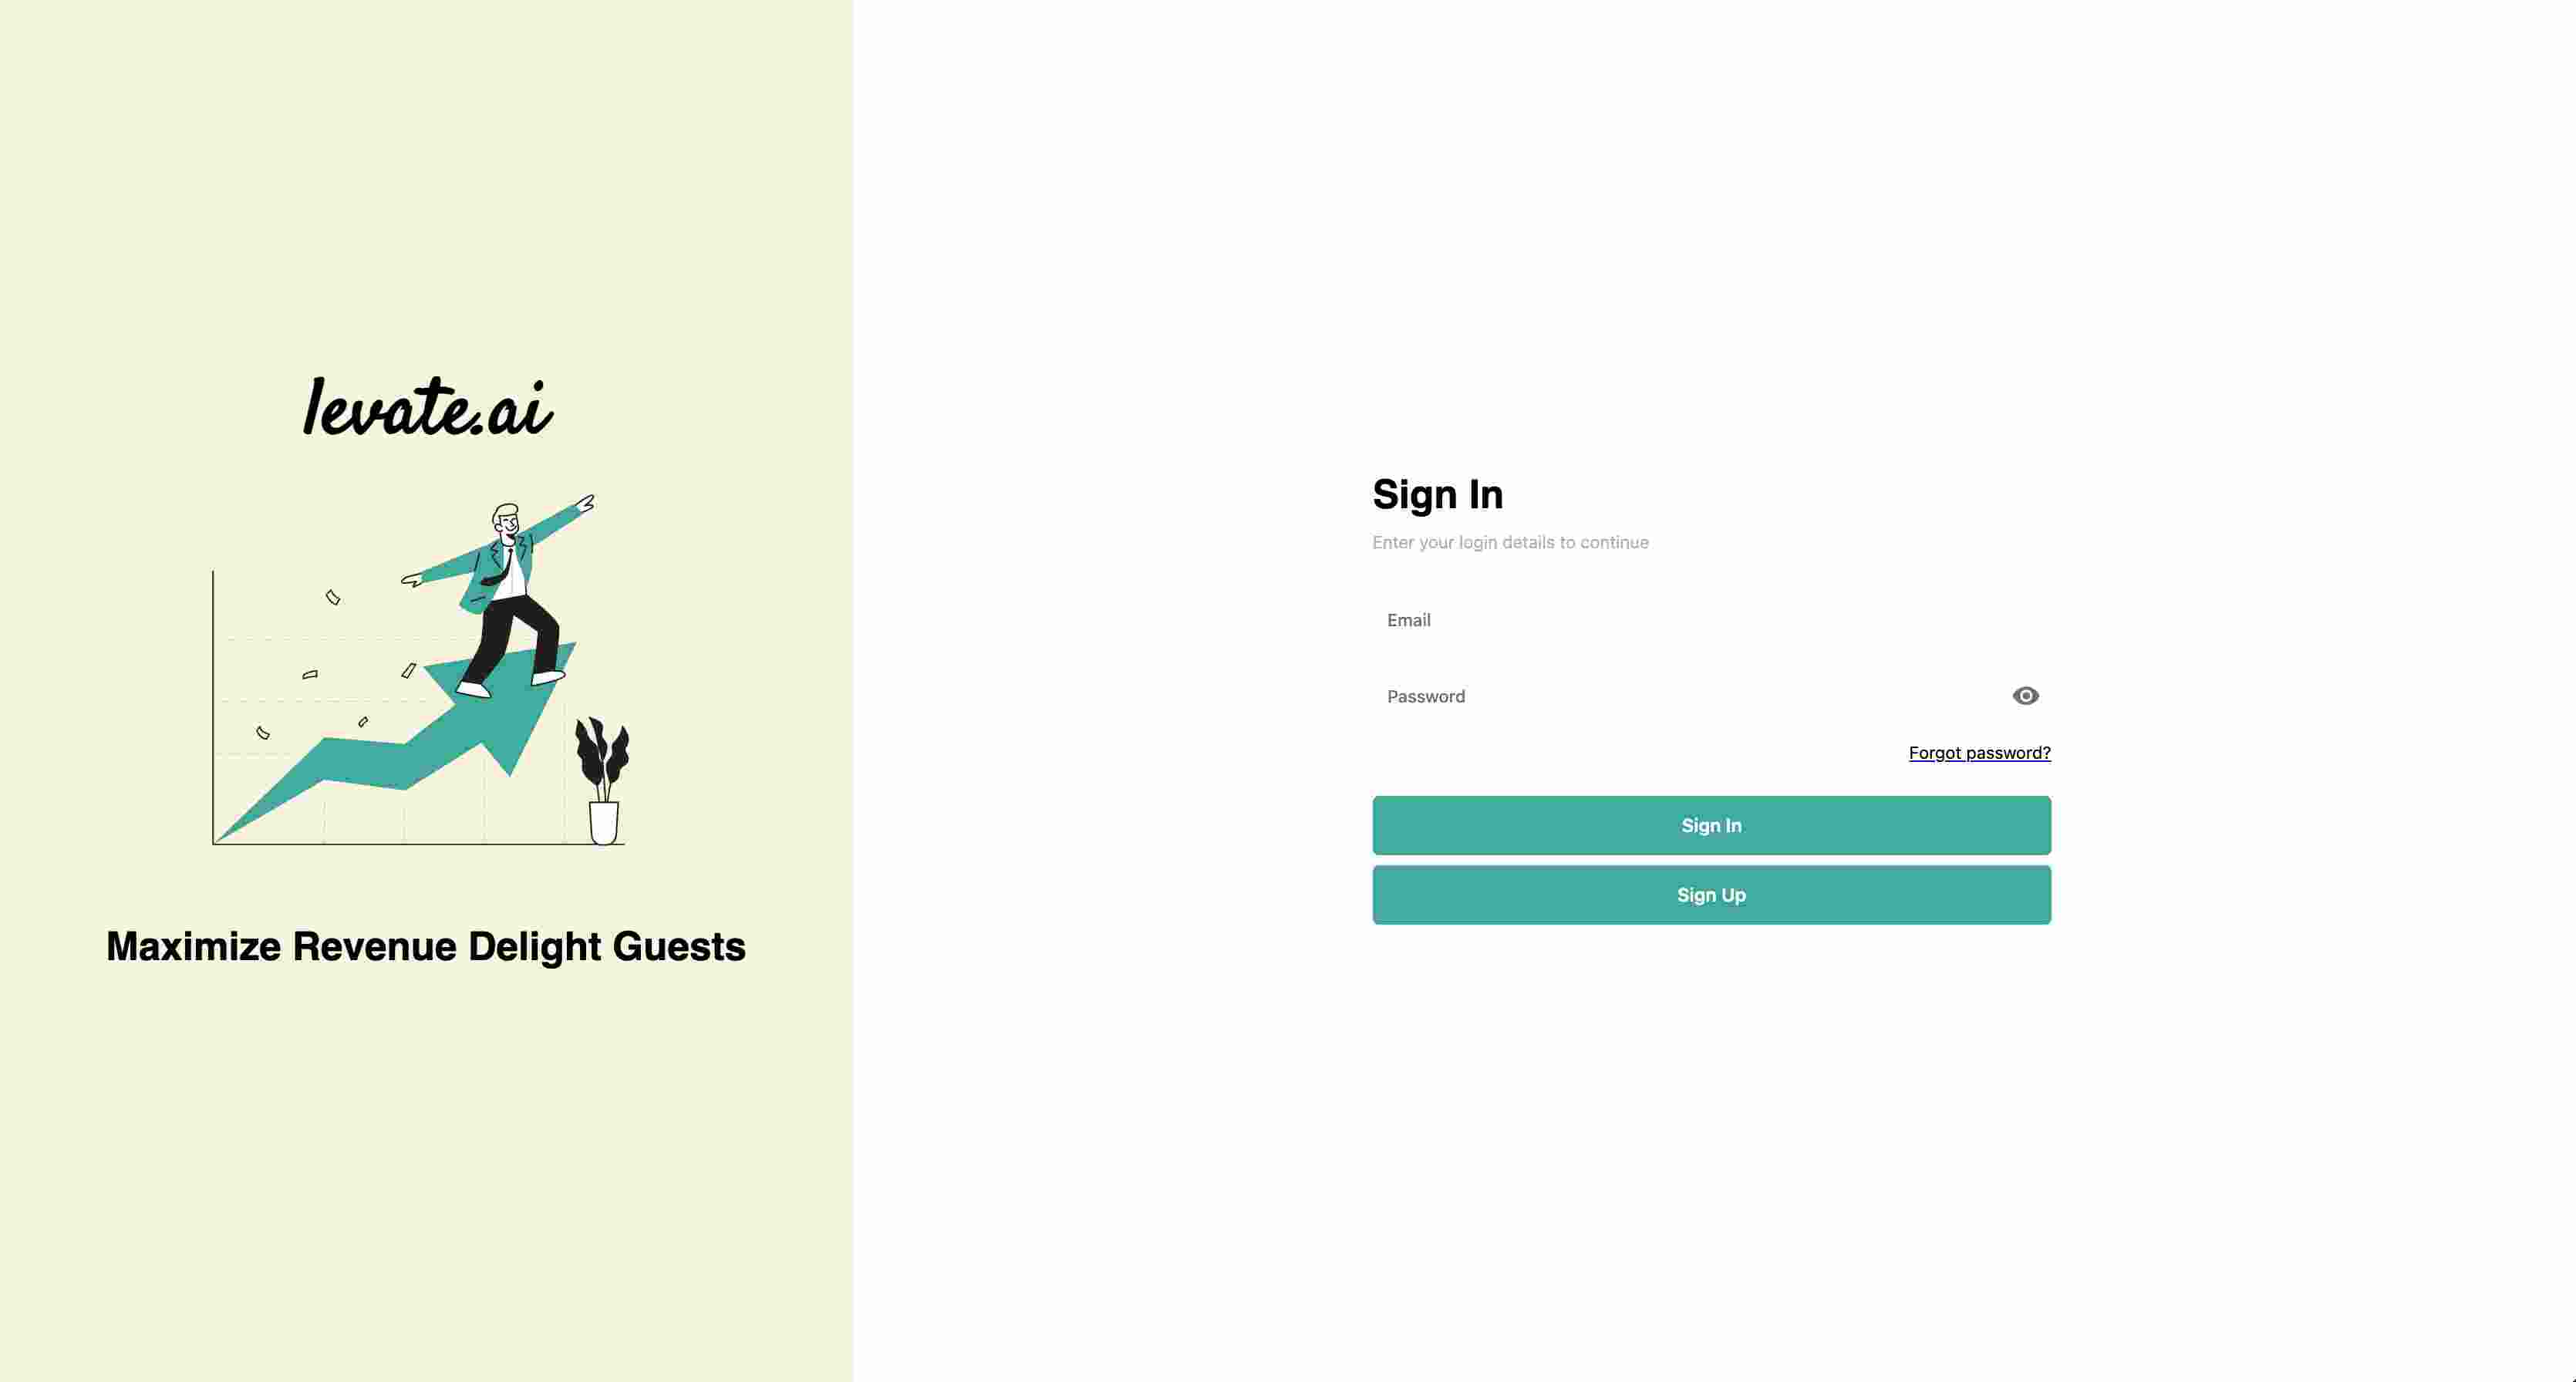 levate.ai
Maximize Revenue Delight Guests
Sign In
Enter your login details to continue
Email
Password
Forgot password?
Sign In
Sign Up